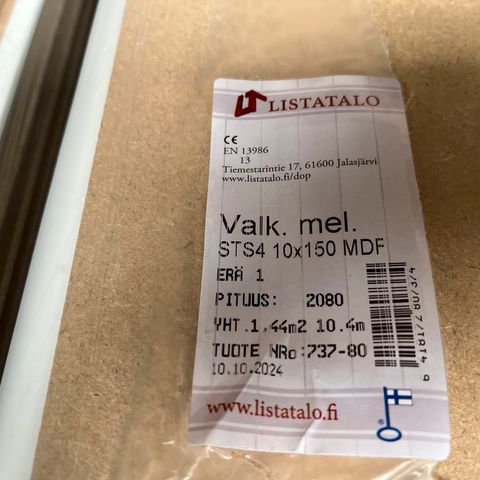 LISTATALO
CE
EN 13986
13
Tiemestarintie 17, 61600 Jalasjärvi
www.listatalo.fi/dop
Valk. mel.
STS4 10x150 MDF
ERÄ 1
PITUUS: 2080
YHT.1,44m2 10.4m
TUOTE NRo:737-80
10.10.2024
www.listatalo.fi